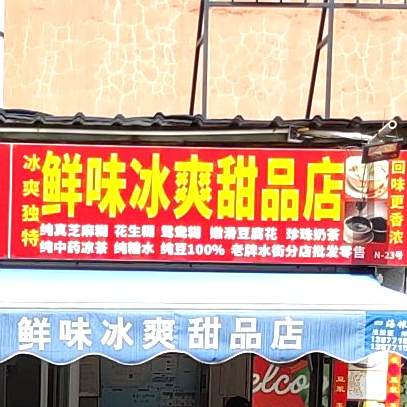 冰爽独特
鲜味冰爽甜品店
回味更香浓
纯真芝麻糊 花生糊 鸳鸯糊 嫩滑豆腐花 珍珠奶茶
纯中药凉茶 纯糖水 纯豆100% 老牌水街分店批发零售
N-23号
鲜味冰爽甜品店
elco